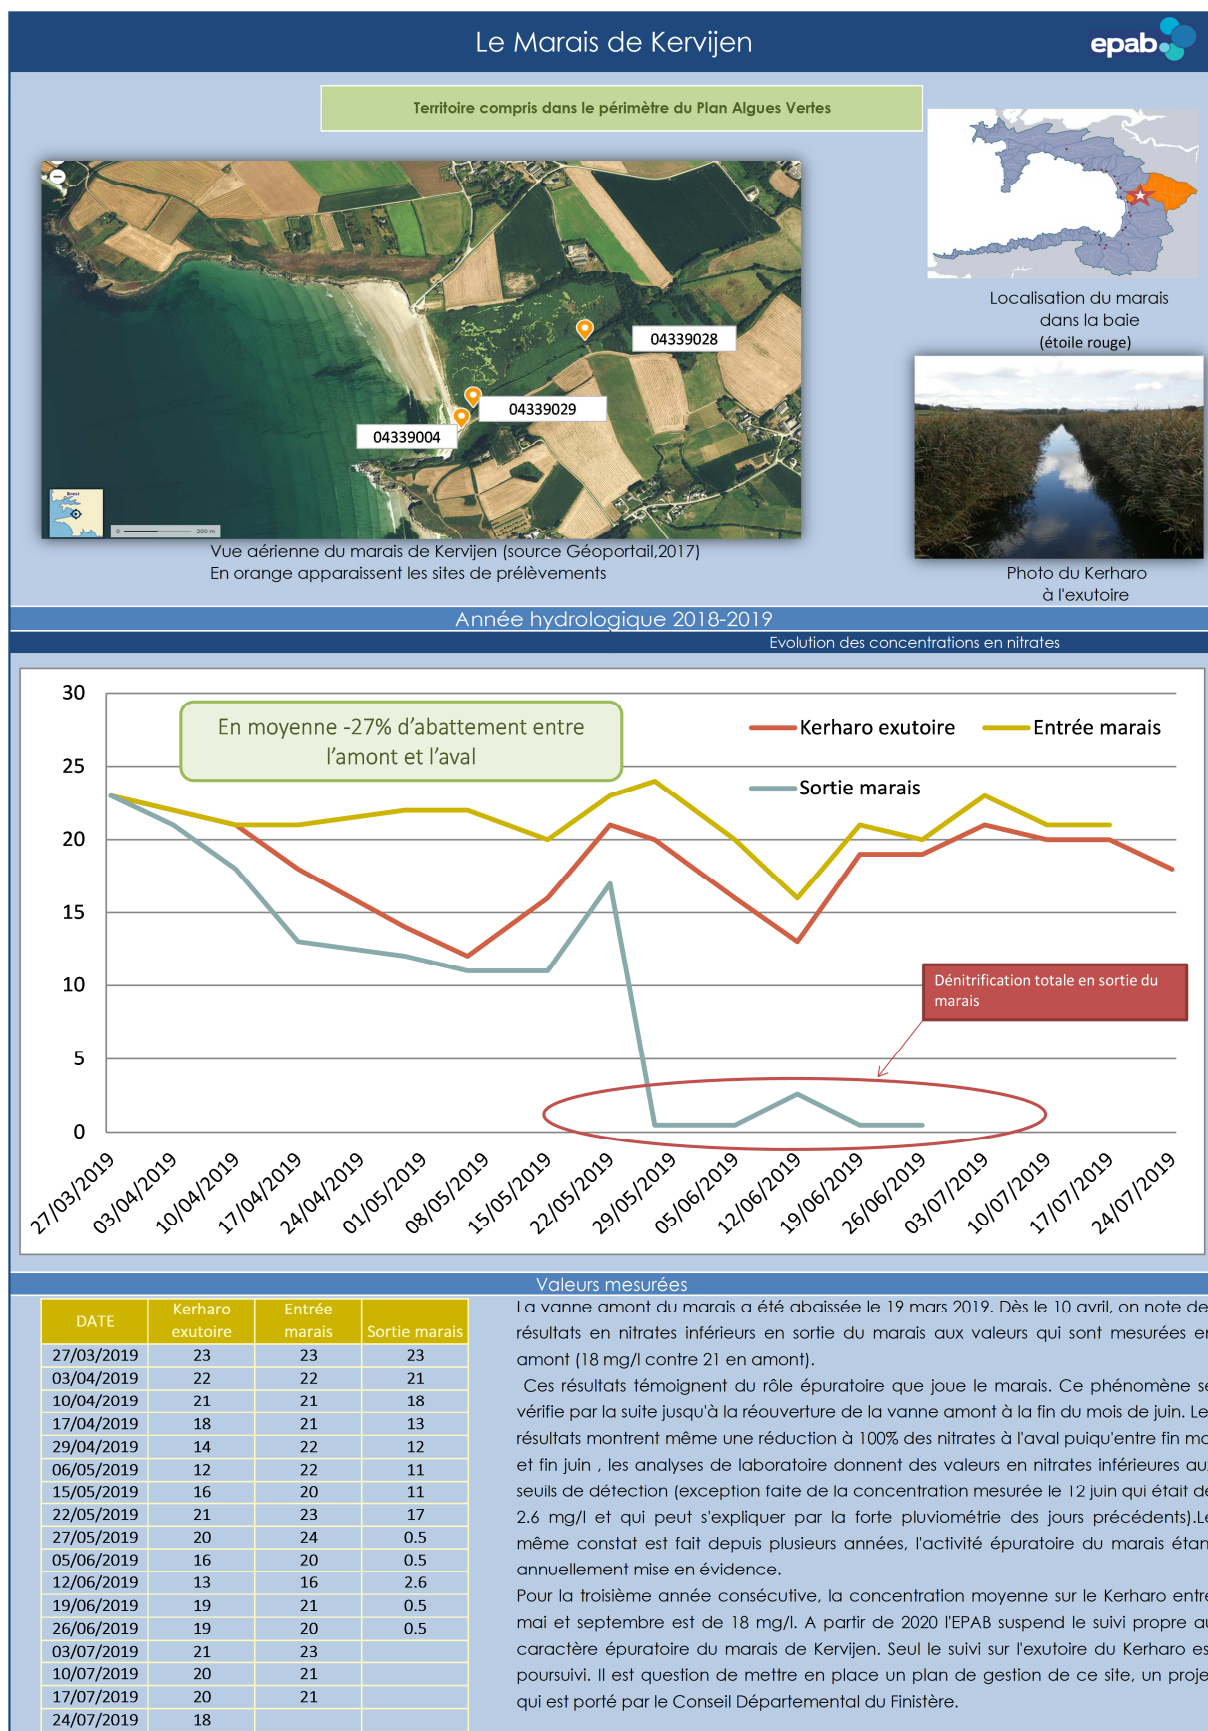 Le Marais de Kervijen
epab
Territoire compris dans le périmètre du Plan Algues Vertes
04339028
04339029
04339004
Brest
0 200 m
Localisation du marais
dans la baie
(étoile rouge)
Vue aérienne du marais de Kervijen (source Géoportail,2017)
En orange apparaissent les sites de prélèvements
Photo du Kerharo
à l'exutoire
Année hydrologique 2018-2019
Evolution des concentrations en nitrates
En moyenne -27% d'abattement entre
l'amont et l'aval
Kerharo exutoire
Entrée marais
Sortie marais
30
25
20
15
10
5
0
Dénitrification totale en sortie du
marais
27/03/2019
03/04/2019
10/04/2019
17/04/2019
24/04/2019
01/05/2019
08/05/2019
15/05/2019
22/05/2019
29/05/2019
05/06/2019
12/06/2019
19/06/2019
26/06/2019
03/07/2019
10/07/2019
17/07/2019
24/07/2019
Valeurs mesurées
DATE Kerharo exutoire Entrée marais Sortie marais
27/03/2019 23 23 23
03/04/2019 22 22 21
10/04/2019 21 21 18
17/04/2019 18 21 13
29/04/2019 14 22 12
06/05/2019 12 22 11
15/05/2019 16 20 11
22/05/2019 21 23 17
27/05/2019 20 24 0.5
05/06/2019 16 20 0.5
12/06/2019 13 16 2.6
19/06/2019 19 21 0.5
26/06/2019 19 20 0.5
03/07/2019 21 23
10/07/2019 20 21
17/07/2019 20 21
24/07/2019 18
La vanne amont du marais a été abaissée le 19 mars 2019. Dès le 10 avril, on note de
résultats en nitrates inférieurs en sortie du marais aux valeurs qui sont mesurées en
amont (18 mg/l contre 21 en amont).
Ces résultats témoignent du rôle épuratoire que joue le marais. Ce phénomène se
vérifie par la suite jusqu'à la réouverture de la vanne amont à la fin du mois de juin. Le
résultats montrent même une réduction à 100% des nitrates à l'aval puiqu'entre fin ma
et fin juin , les analyses de laboratoire donnent des valeurs en nitrates inférieures au
seuils de détection (exception faite de la concentration mesurée le 12 juin qui était de
2.6 mg/l et qui peut s'expliquer par la forte pluviométrie des jours précédents).Le
même constat est fait depuis plusieurs années, l'activité épuratoire du marais étan
annuellement mise en évidence.
Pour la troisième année consécutive, la concentration moyenne sur le Kerharo entre
mai et septembre est de 18 mg/l. A partir de 2020 l'EPAB suspend le suivi propre au
caractère épuratoire du marais de Kervijen. Seul le suivi sur l'exutoire du Kerharo es
poursuivi. Il est question de mettre en place un plan de gestion de ce site, un proje
qui est porté par le Conseil Départemental du Finistère.